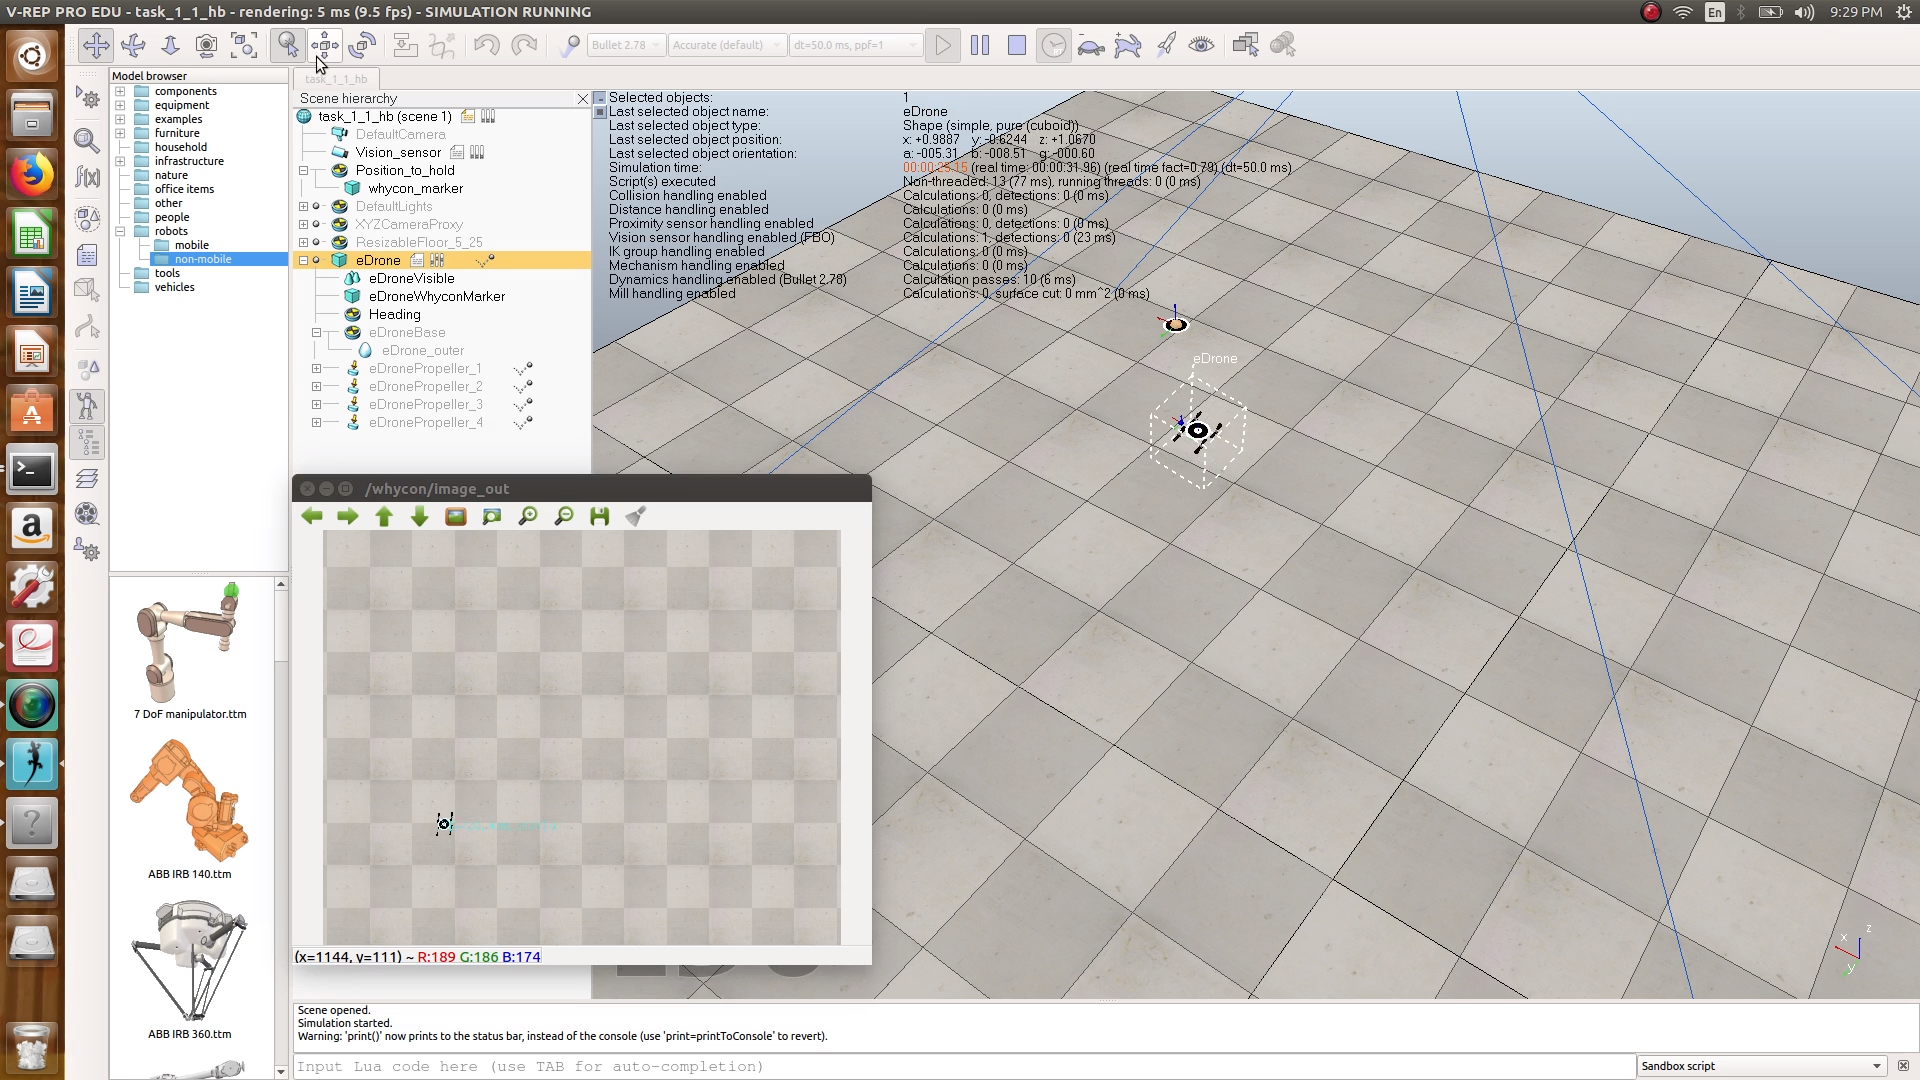 V-REP PRO EDU - task_1_1_hb - rendering: 5 ms (9.5 fps) - SIMULATION RUNNING
En
9:29 PM
Bullet 2.78
Accurate (default)
dt=50.0 ms, ppf=1
Model browser
components
equipment
examples
furniture
household
infrastructure
nature
office items
other
people
robots
mobile
non-mobile
tools
vehicles
7 DoF manipulator.ttm
ABB IRB 140.ttm
ABB IRB 360.ttm
task_1_1_hb
Scene hierarchy
task_1_1_hb (scene 1)
DefaultCamera
Vision_sensor
Position_to_hold
whycon_marker
DefaultLights
XYZCameraProxy
ResizableFloor_5_25
eDrone
eDroneVisible
eDroneWhyconMarker
Heading
eDroneBase
eDrone_outer
eDronePropeller_1
eDronePropeller_2
eDronePropeller_3
eDronePropeller_4
Selected objects: 1
Last selected object name: eDrone
Last selected object type: Shape (simple, pure (cuboid))
Last selected object position: x: +0.9887 y: -0.6244 z: +1.0670
Last selected object orientation: a: -005.31 b: -008.51 g: -000.60
Simulation time: 00:00:25.15 (real time: 00:00:31.96) (real time fact=0.79) (dt=50.0 ms)
Script(s) executed Non-threaded: 13 (77 ms), running threads: 0 (0 ms)
Collision handling enabled Calculations: 0, detections: 0 (0 ms)
Distance handling enabled Calculations: 0 (0 ms)
Proximity sensor handling enabled Calculations: 0, detections: 0 (0 ms)
Vision sensor handling enabled (FBO) Calculations: 1, detections: 0 (23 ms)
IK group handling enabled Calculations: 0 (0 ms)
Mechanism handling enabled Calculations: 0 (0 ms)
Dynamics handling enabled (Bullet 2.78) Calculation passes: 10 (6 ms)
Mill handling enabled Calculations: 0, surface cut: 0 mm^2 (0 ms)
eDrone
x
y
z
/whycon/image_out
(x=1144, y=111) ~ R:189 G:186 B:174
Scene opened.
Simulation started.
Warning: 'print()' now prints to the status bar, instead of the console (use 'print=printToConsole' to revert).
Input Lua code here (use TAB for auto-completion)
Sandbox script